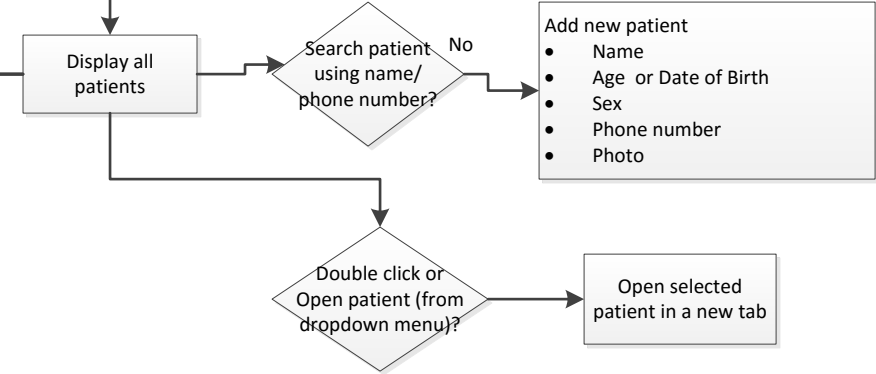 Display all
patients
Search patient
using name/
phone number?
No
Add new patient
• Name
• Age or Date of Birth
• Sex
• Phone number
• Photo
Double click or
Open patient (from
dropdown menu)?
Open selected
patient in a new tab